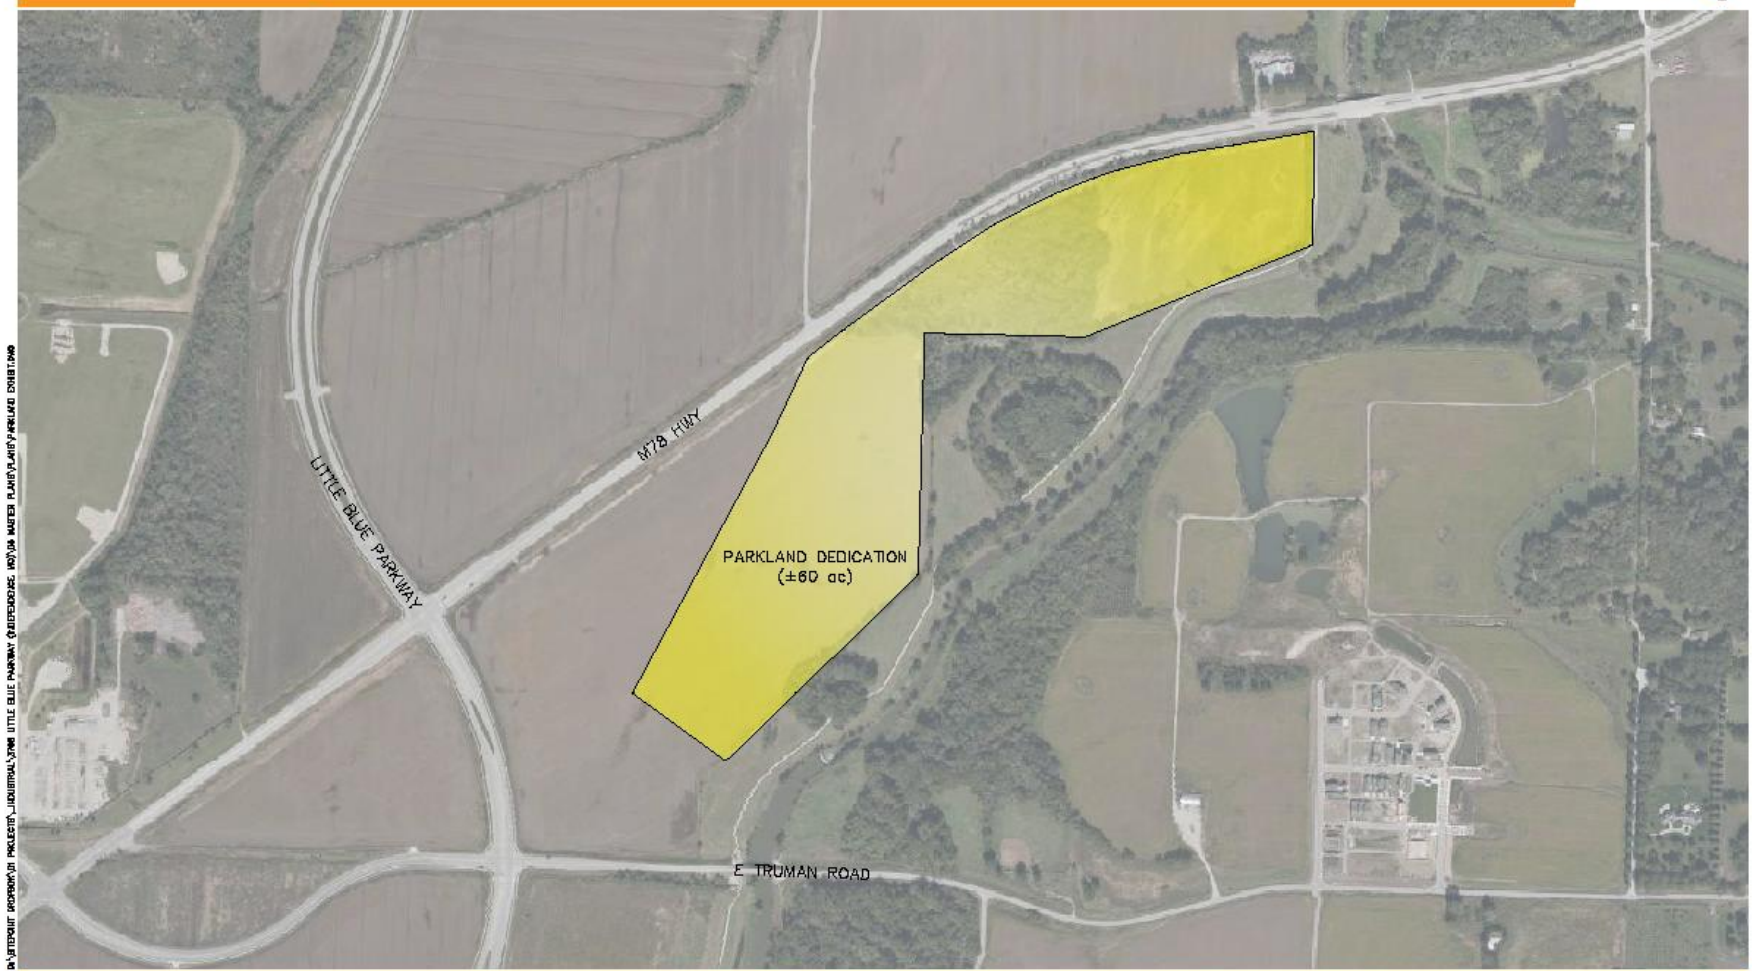 M78 HWY
LITTLE BLUE PARKWAY
PARKLAND DEDICATION
(±60 ac)
E TRUMAN ROAD